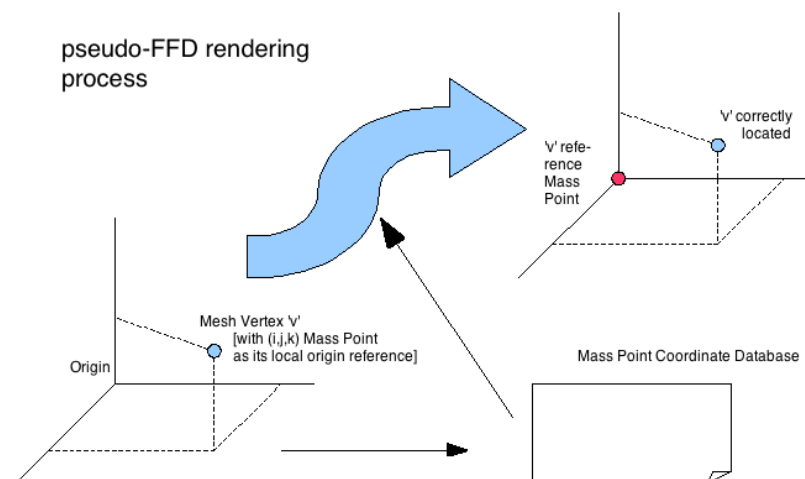 pseudo-FFD rendering
process
'v' correctly
located
'v' refe-
rence
Mass
Point
Mesh Vertex 'v'
[with (i,j,k) Mass Point
as its local origin reference]
Origin
Mass Point Coordinate Database